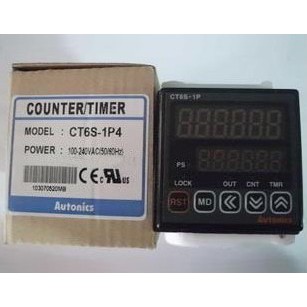 COUNTER/TIMER
MODEL : CT6S-1P4
POWER : 100-240VAC(50/60Hz)
Autonics
CT6S-1P
PS
LOCK OUT CNT TMR
RST MD
Autonics